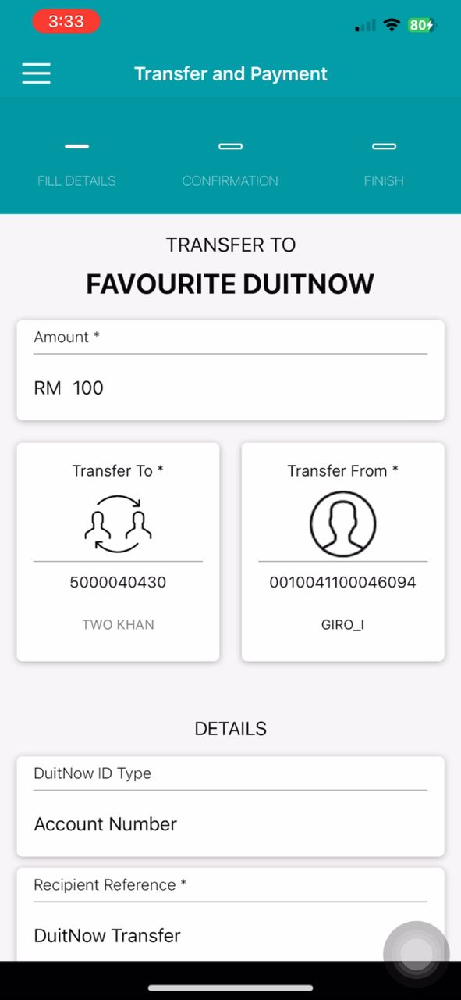 3:33
80
Transfer and Payment
FILL DETAILS
CONFIRMATION
FINISH
TRANSFER TO
FAVOURITE DUITNOW
Amount *
RM 100
Transfer To *
5000040430
TWO KHAN
Transfer From *
0010041100046094
GIRO_I
DETAILS
DuitNow ID Type
Account Number
Recipient Reference *
DuitNow Transfer